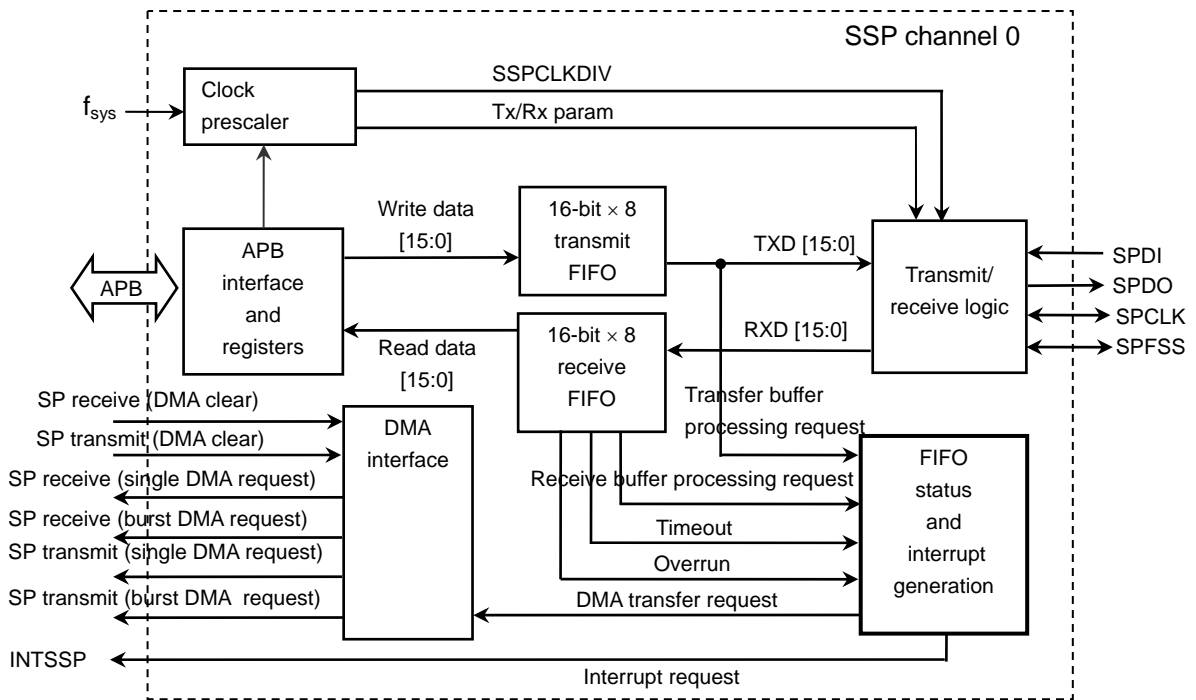 SSP channel 0
SSPCLKDIV
Clock
prescaler
fsys
Tx/Rx param
Write data
[15:0]
16-bit × 8
transmit
FIFO
TXD [15:0]
APB
APB
interface
and
registers
Transmit/
receive logic
SPDI
SPDO
SPCLK
SPFSS
Read data
[15:0]
16-bit × 8
receive
FIFO
RXD [15:0]
Transfer buffer
processing request
SP receive (DMA clear)
SP transmit (DMA clear)
SP receive (single DMA request)
SP receive (burst DMA request)
SP transmit (single DMA request)
SP transmit (burst DMA request)
DMA
interface
Receive buffer processing request
Timeout
Overrun
DMA transfer request
FIFO
status
and
interrupt
generation
INTSSP
Interrupt request